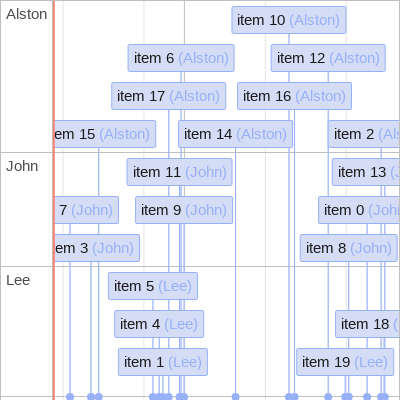 Alston
item 10 (Alston)
item 6 (Alston)
item 12 (Alston)
item 17 (Alston)
item 16 (Alston)
em 15 (Alston)
item 14 (Alston)
item 2 (Als
John
item 11 (John)
item 13 (J
7 (John)
item 9 (John)
item 0 (Joh
em 3 (John)
item 8 (John)
Lee
item 5 (Lee)
item 4 (Lee)
item 18 (
item 1 (Lee)
item 19 (Lee)